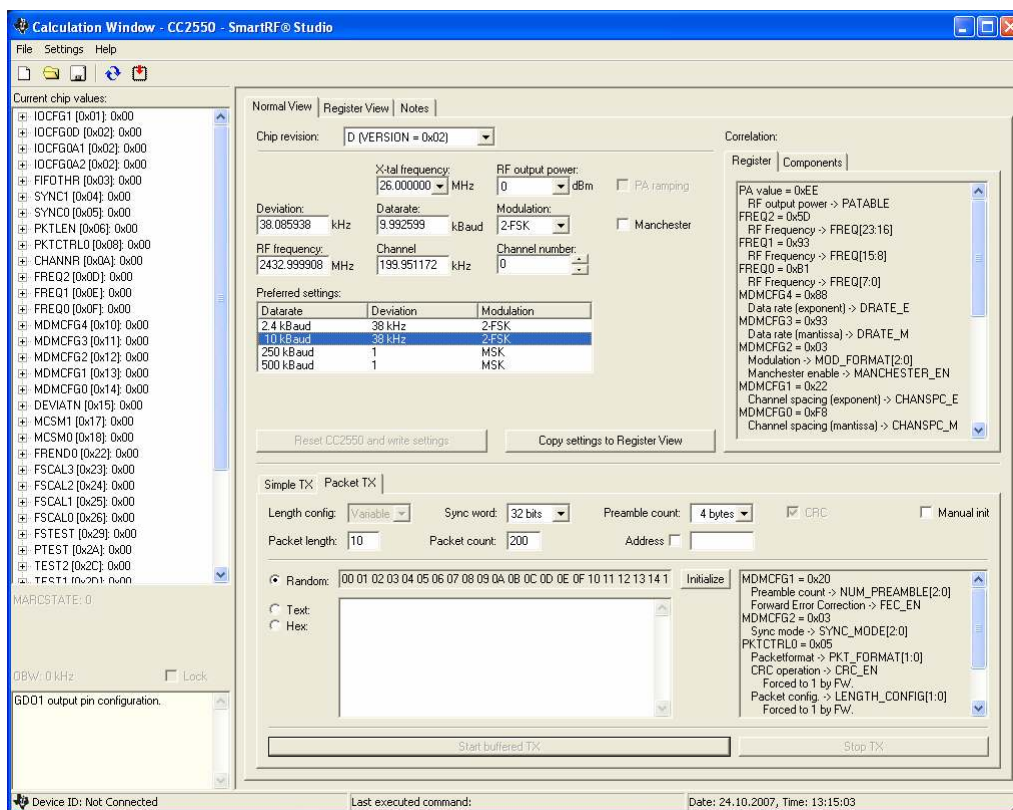 Calculation Window - CC2550 - SmartRF® Studio
File Settings Help
Current chip values:
IOCFG1 [0x01]: 0x00
IOCFG0D [0x02]: 0x00
IOCFG0A1 [0x02]: 0x00
IOCFG0A2 [0x02]: 0x00
FIFOTHR [0x03]: 0x00
SYNC1 [0x04]: 0x00
SYNC0 [0x05]: 0x00
PKTLEN [0x06]: 0x00
PKTCTRL0 [0x08]: 0x00
CHANNR [0x0A]: 0x00
FREQ2 [0x0D]: 0x00
FREQ1 [0x0E]: 0x00
FREQ0 [0x0F]: 0x00
MDMCFG4 [0x10]: 0x00
MDMCFG3 [0x11]: 0x00
MDMCFG2 [0x12]: 0x00
MDMCFG1 [0x13]: 0x00
MDMCFG0 [0x14]: 0x00
DEVIATN [0x15]: 0x00
MCSM1 [0x17]: 0x00
MCSM0 [0x18]: 0x00
FREND0 [0x22]: 0x00
FSCAL3 [0x23]: 0x00
FSCAL2 [0x24]: 0x00
FSCAL1 [0x25]: 0x00
FSCAL0 [0x26]: 0x00
FSTEST [0x29]: 0x00
PTEST [0x2A]: 0x00
TEST2 [0x2C]: 0x00
TEST1 [0x2D]: 0x00
MARCSTATE: 0
OBW: 0 kHz Lock
GDO1 output pin configuration.
Normal View Register View Notes
Chip revision: D (VERSION = 0x02)
X-tal frequency: RF output power:
26.000000 MHz 0 dBm PA ramping
Deviation: Datarate: Modulation:
38.085938 kHz 9.992599 kBaud 2-FSK Manchester
RF frequency: Channel Channel number:
2432.999908 MHz 199.951172 kHz 0
Preferred settings:
Datarate Deviation Modulation
2.4 kBaud 38 kHz 2-FSK
10 kBaud 38 kHz 2-FSK
250 kBaud 1 MSK
500 kBaud 1 MSK
Reset CC2550 and write settings Copy settings to Register View
Correlation:
Register Components
PA value = 0xEE
RF output power -> PATABLE
FREQ2 = 0x5D
RF Frequency -> FREQ[23:16]
FREQ1 = 0x93
RF Frequency -> FREQ[15:8]
FREQ0 = 0xB1
RF Frequency -> FREQ[7:0]
MDMCFG4 = 0x88
Data rate (exponent) -> DRATE_E
MDMCFG3 = 0x93
Data rate (mantissa) -> DRATE_M
MDMCFG2 = 0x03
Modulation -> MOD_FORMAT[2:0]
Manchester enable -> MANCHESTER_EN
MDMCFG1 = 0x22
Channel spacing (exponent) -> CHANSPC_E
MDMCFG0 = 0xF8
Channel spacing (mantissa) -> CHANSPC_M
Simple TX Packet TX
Length config: Variable Sync word: 32 bits Preamble count: 4 bytes CRC Manual init
Packet length: 10 Packet count: 200 Address
Random: 00 01 02 03 04 05 06 07 08 09 0A 0B 0C 0D 0E 0F 10 11 12 13 14 1 Initialize
Text:
Hex:
MDMCFG1 = 0x20
Preamble count -> NUM_PREAMBLE[2:0]
Forward Error Correction -> FEC_EN
MDMCFG2 = 0x03
Sync mode -> SYNC_MODE[2:0]
PKTCTRL0 = 0x05
Packetformat -> PKT_FORMAT[1:0]
CRC operation -> CRC_EN
Forced to 1 by FW.
Packet config. -> LENGTH_CONFIG[1:0]
Forced to 1 by FW.
Start buffered TX Stop TX
Device ID: Not Connected Last executed command: Date: 24.10.2007, Time: 13:15:03